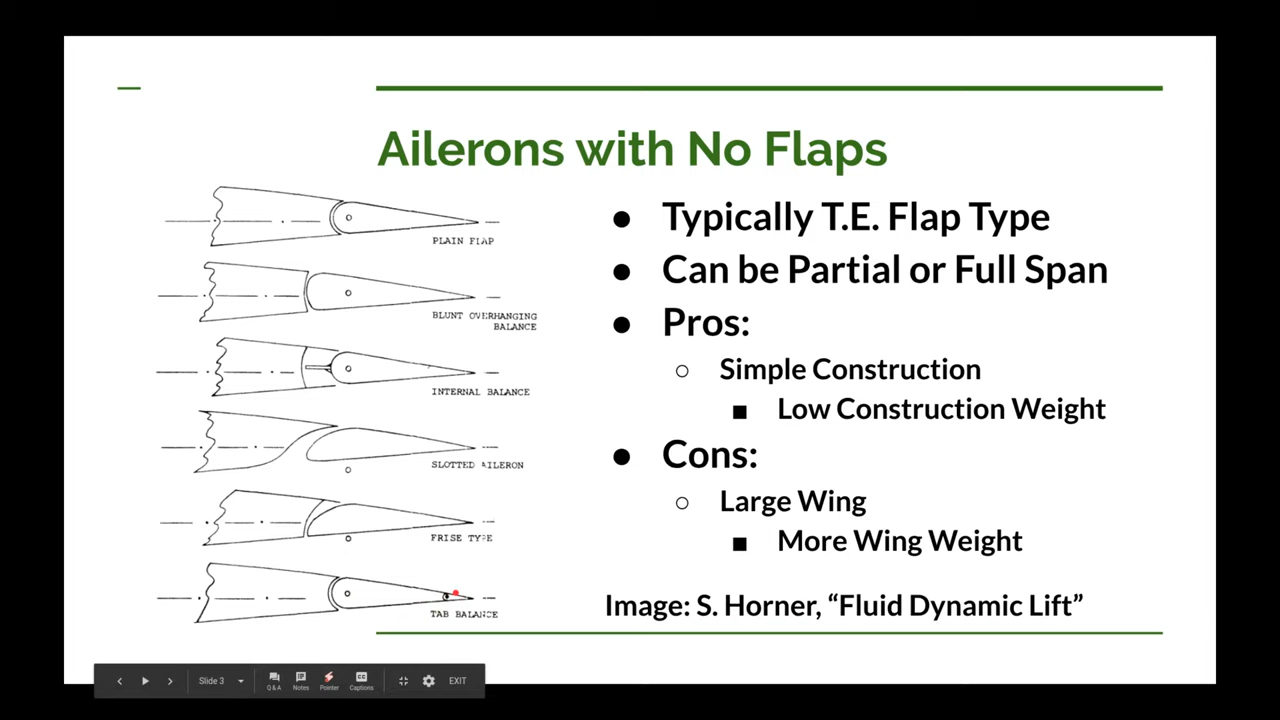 Ailerons with No Flaps
PLAIN FLAP
BLUNT OVERHANGING
BALANCE
INTERNAL BALANCE
SLOTTED AILERON
FRISE TYPE
TAB BALANCE
● Typically T.E. Flap Type
● Can be Partial or Full Span
● Pros:
○ Simple Construction
■ Low Construction Weight
● Cons:
○ Large Wing
■ More Wing Weight
Image: S. Horner, “Fluid Dynamic Lift”
Slide 3
Q & A
Notes
Pointer
Captions
EXIT